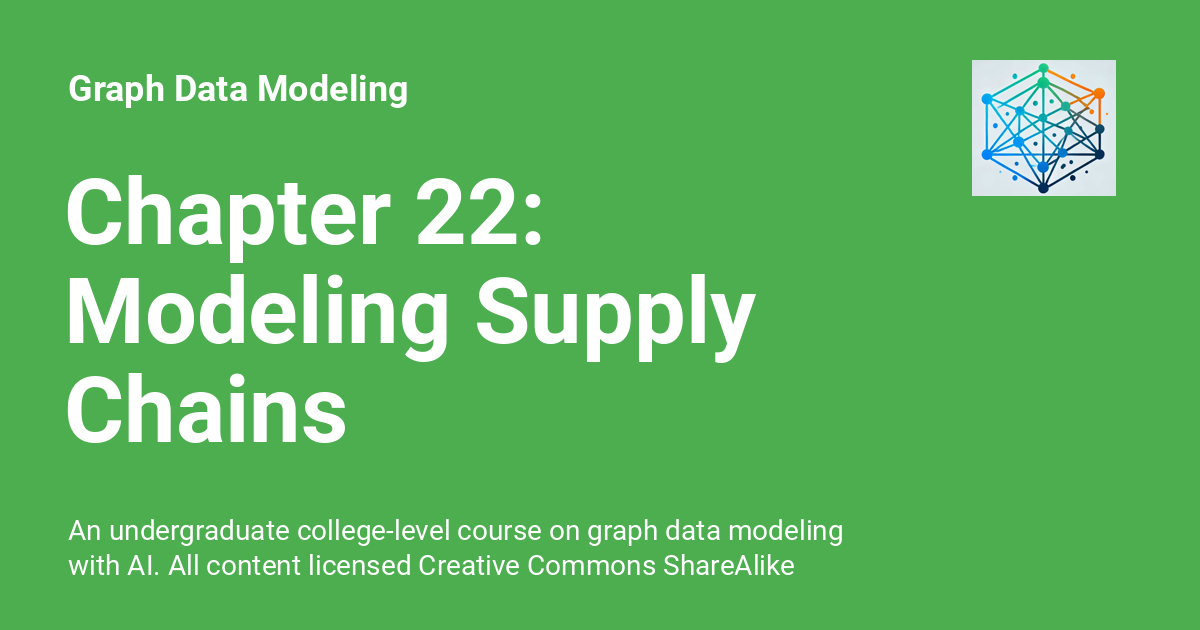 Graph Data Modeling
Chapter 22:
Modeling Supply
Chains
An undergraduate college-level course on graph data modeling
with AI. All content licensed Creative Commons ShareAlike